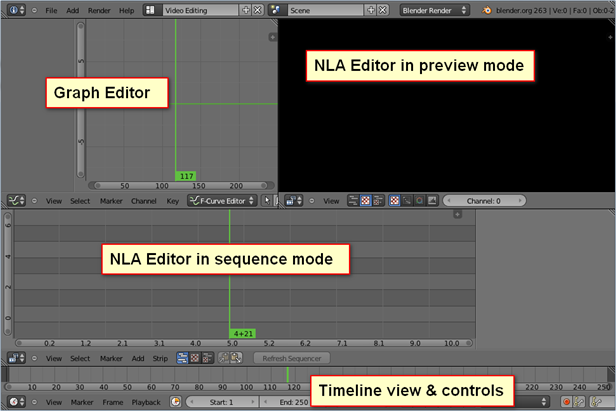 File Add Render Help Video Editing Scene Blender Render blender.org 263 | Ve:0 | Fa:0 | Ob:0-2
5
Graph Editor
NLA Editor in preview mode
-5
117
50 100 150 200
View Select Marker Channel Key F-Curve Editor View Channel: 0
6
4
2
0
NLA Editor in sequence mode
4+21
0.2 1.1 2.1 3.1 4.1 5.0 5.2 6.2 7.1 8.1 9.1 10.0
View Select Marker Add Strip Refresh Sequencer
10 20 30 40 50 60 70 80 90 100 110 120 130 140 150 160 170 180 190 200 210 220 230 240 250
View Marker Frame Playback Start: 1 End: 250
Timeline view & controls